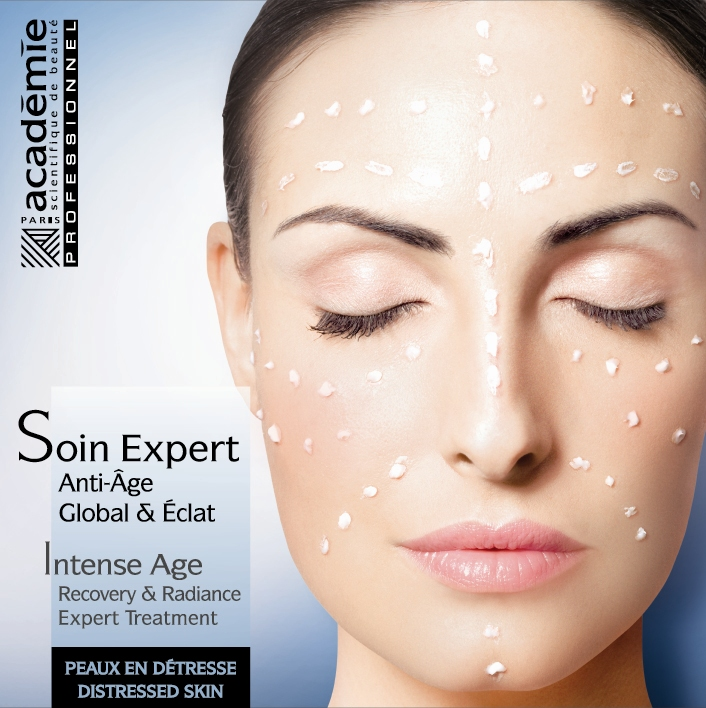 académie
scientifique de beauté
PARIS
PROFESSIONNEL
Soin Expert
Anti-Âge
Global & Éclat
Intense Age
Recovery & Radiance
Expert Treatment
PEAUX EN DÉTRESSE
DISTRESSED SKIN